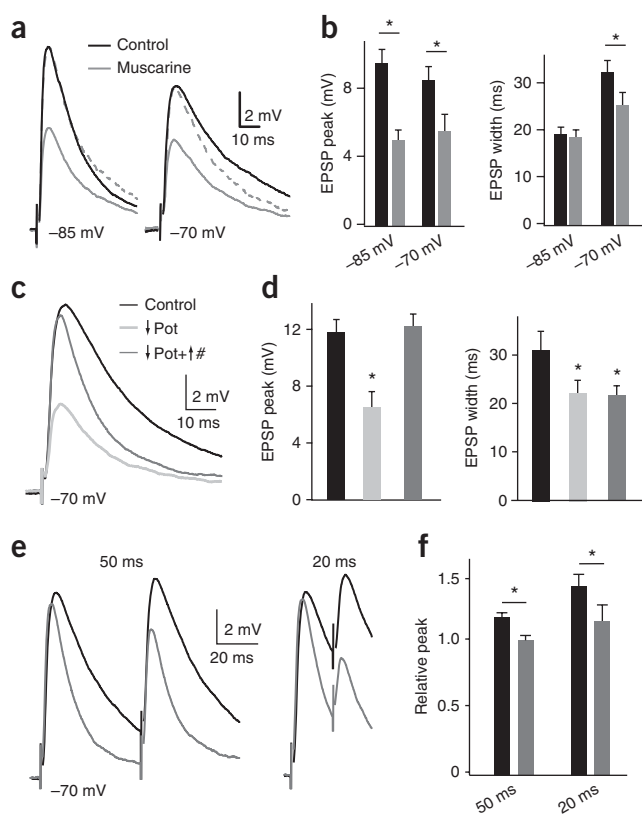 a
Control
Muscarine
2 mV
10 ms
–85 mV
–70 mV
b
*
*
8
4
0
EPSP peak (mV)
–85 mV
–70 mV
*
30
20
10
0
EPSP width (ms)
–85 mV
–70 mV
c
Control
↓Pot
↓Pot+↑#
2 mV
10 ms
–70 mV
d
12
8
4
0
EPSP peak (mV)
*
30
20
10
0
EPSP width (ms)
*
*
e
50 ms
20 ms
2 mV
20 ms
–70 mV
f
1.5
1.0
0.5
0
Relative peak
*
*
50 ms
20 ms